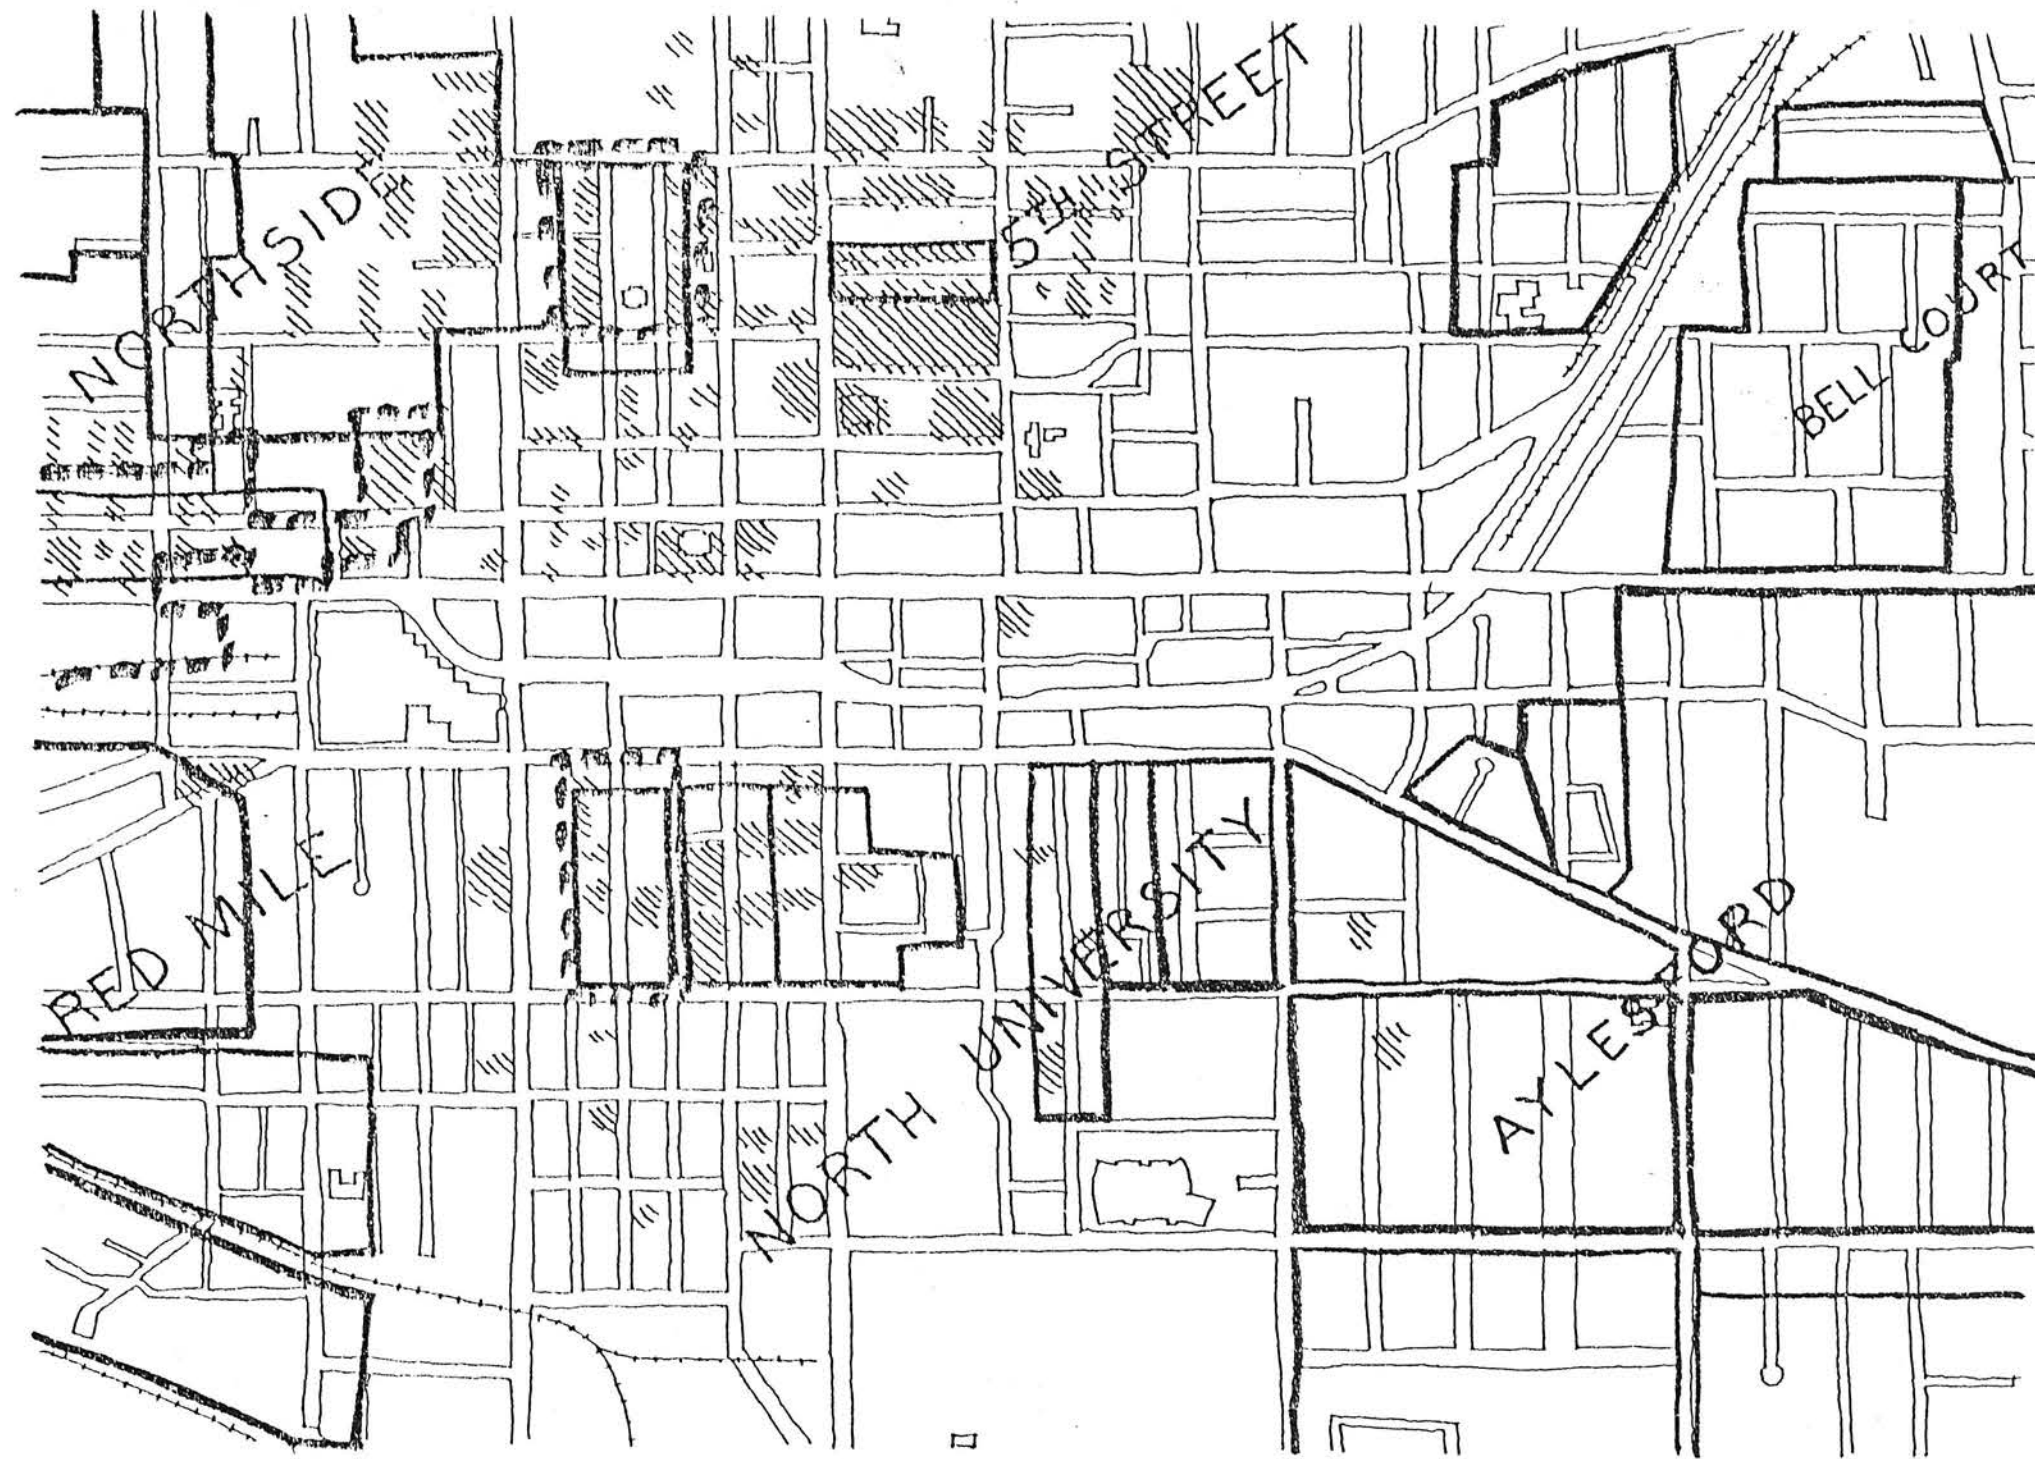 NORTHSIDE
5TH STREET
BELL COURT
RED MILE
NORTH UNIVERSITY
AYLESFORD